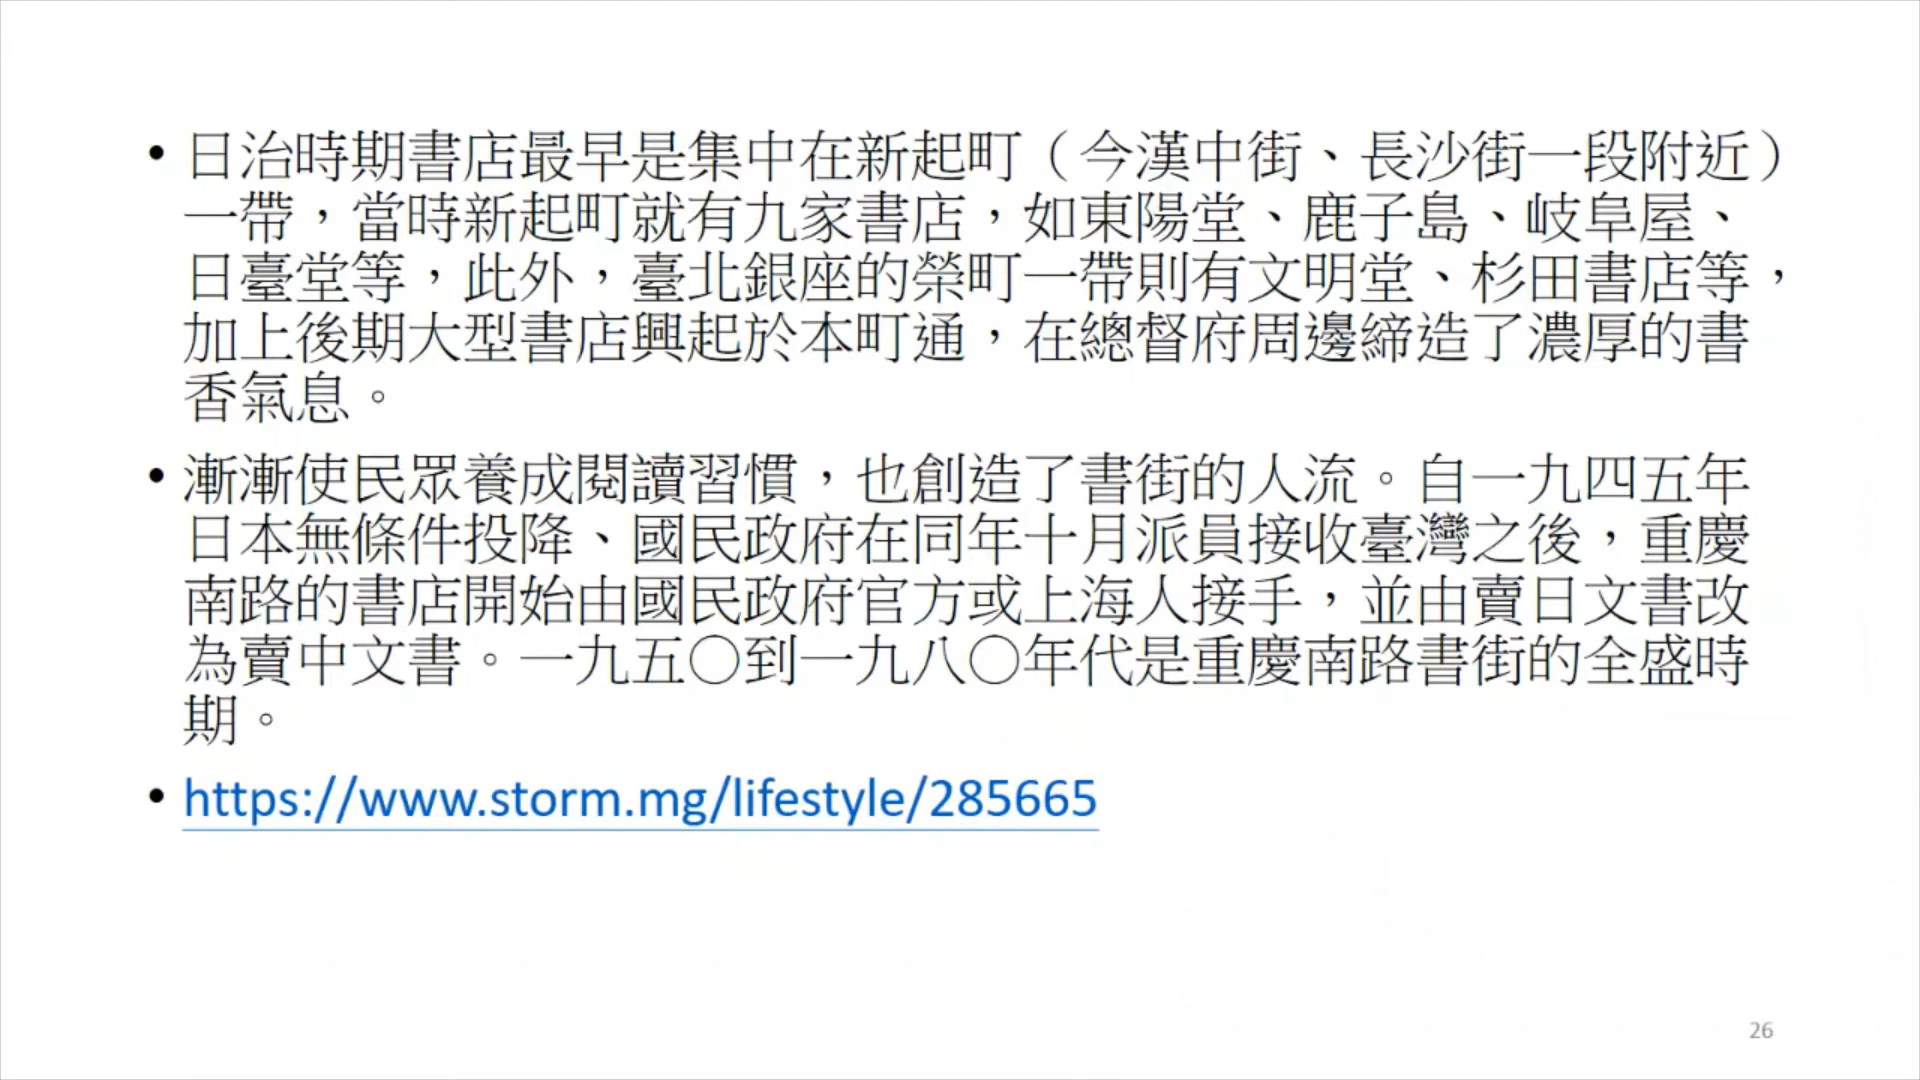 • 日治時期書店最早是集中在新起町（今漢中街、長沙街一段附近）
一帶，當時新起町就有九家書店，如東陽堂、鹿子島、岐阜屋、
日臺堂等，此外，臺北銀座的榮町一帶則有文明堂、杉田書店等，
加上後期大型書店興起於本町通，在總督府周邊締造了濃厚的書
香氣息。
• 漸漸使民眾養成閱讀習慣，也創造了書街的人流。自一九四五年
日本無條件投降、國民政府在同年十月派員接收臺灣之後，重慶
南路的書店開始由國民政府官方或上海人接手，並由賣日文書改
為賣中文書。一九五〇到一九八〇年代是重慶南路書街的全盛時
期。
• https://www.storm.mg/lifestyle/285665
26